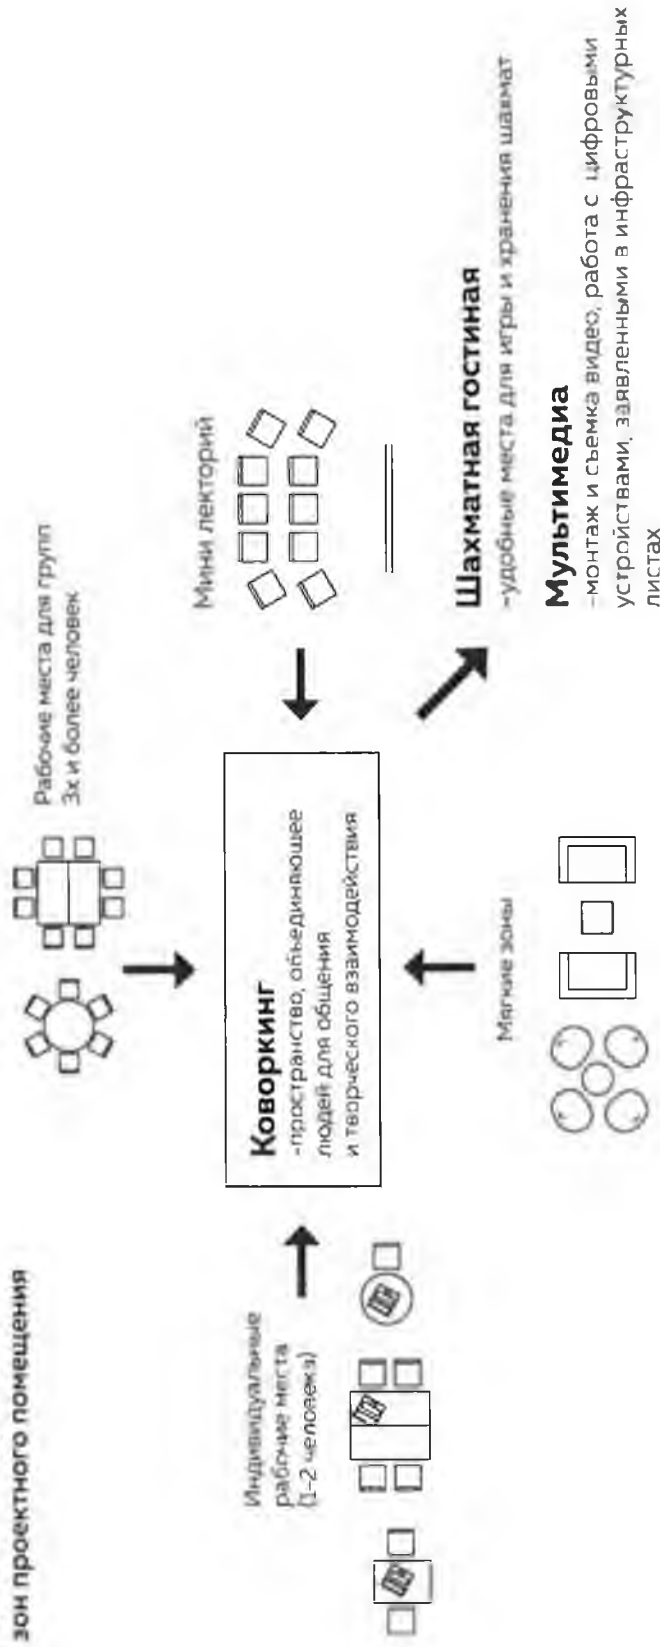 зон проектного помещения
Рабочие места для групп
3х и более человек
Индивидуальные
рабочие места
(1-2 человека)
Коворкинг
-пространство, объединяющее
людей для общения
и творческого взаимодействия
Мини лекторий
Мягкие зоны
Шахматная гостиная
-удобные места для игры и хранения шахмат
Мультимедиа
-монтаж и съемка видео, работа с цифровыми
устройствами, заявленными в инфраструктурных
листах